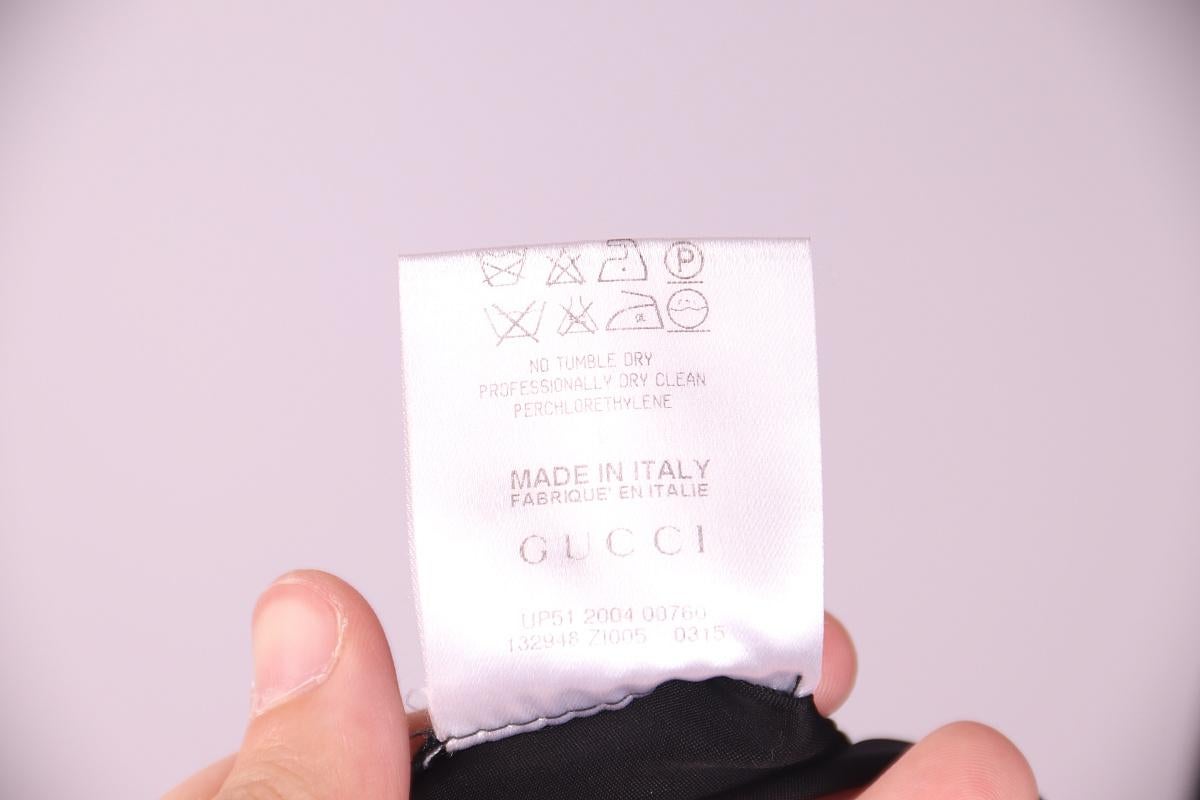 P
NO TUMBLE DRY
PROFESSIONALLY DRY CLEAN
PERCHLORETHYLENE
MADE IN ITALY
FABRIQUE' EN ITALIE
GUCCI
UP51 2004 00760
132948 ZI005 0315